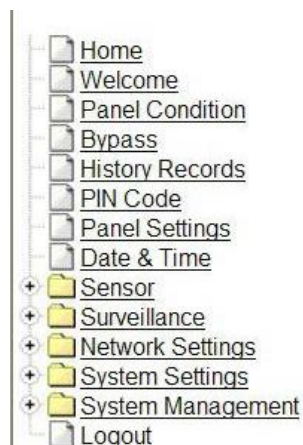 Home
Welcome
Panel Condition
Bypass
History Records
PIN Code
Panel Settings
Date & Time
Sensor
Surveillance
Network Settings
System Settings
System Management
Logout